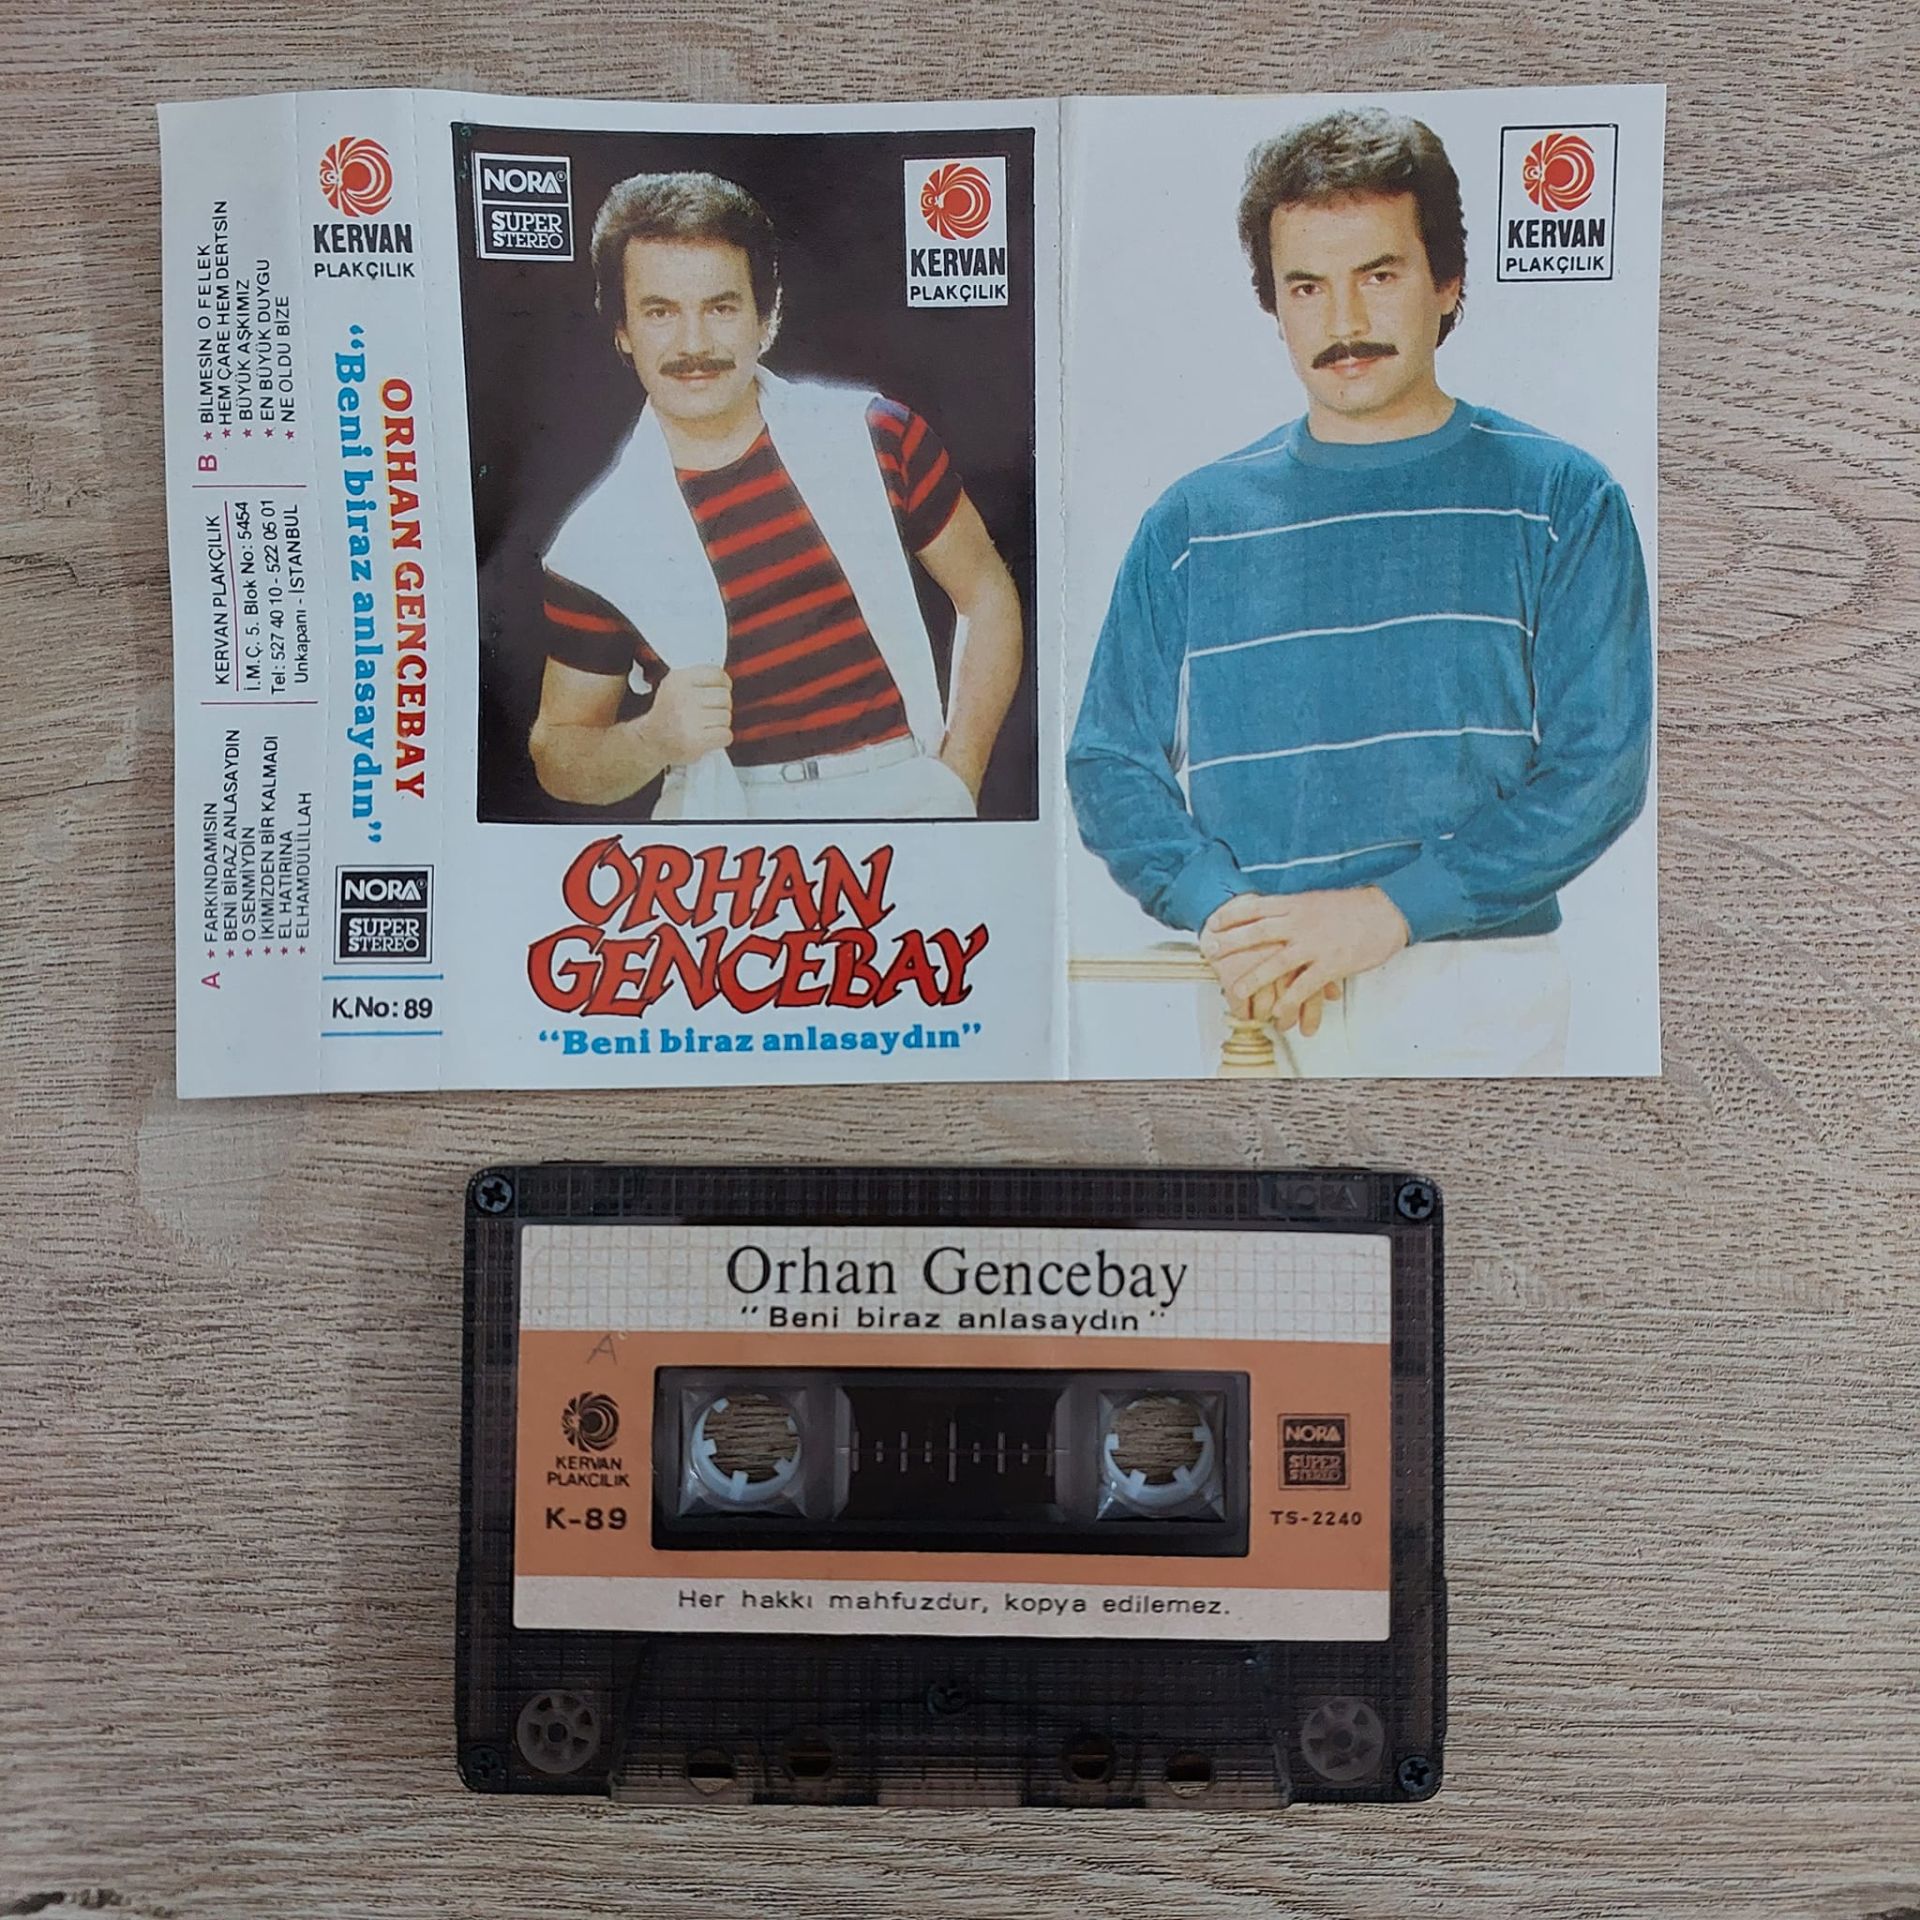 B ★ BİLMESİN O FELEK
★ HEM ÇARE HEM DERTSİN
★ BÜYÜK AŞKIMIZ
★ EN BÜYÜK DUYGU
★ NE OLDU BİZE
KERVAN PLAKÇILIK
İ.M.Ç. 5. Blok No: 5454
Tel: 527 40 10 - 522 06 01
Unkapanı - İSTANBUL
A ★ FARKINDAMISIN
★ BENİ BİRAZ ANLASAYDIN
★ O SENMİYDİN
★ İKİMİZDEN BİR KALMADI
★ EL HATIRINA
★ ELHAMDÜLİLLAH
KERVAN
PLAKÇILIK
ORHAN GENCEBAY
"Beni biraz anlasaydın"
NORA®
SUPER
STEREO
K.No: 89
NORA®
SUPER
STEREO
KERVAN
PLAKÇILIK
ORHAN
GENCEBAY
"Beni biraz anlasaydın"
KERVAN
PLAKÇILIK
NORA
Orhan Gencebay
"Beni biraz anlasaydın"
A
KERVAN
PLAKÇILIK
K-89
NORA
SUPER
STEREO
TS-2240
Her hakkı mahfuzdur, kopya edilemez.